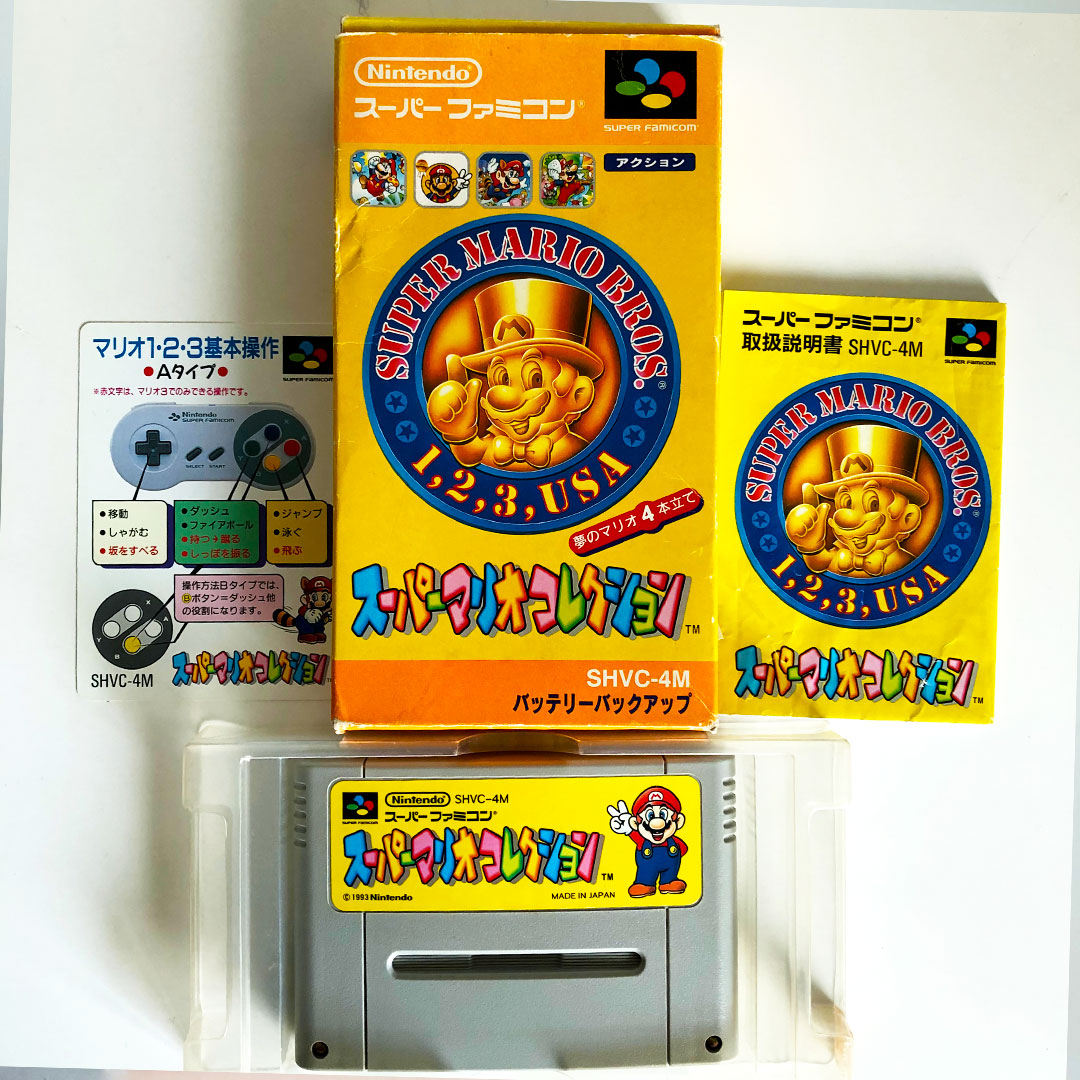 Nintendo®
スーパーファミコン®
SUPER FAMICOM®
アクション
SUPER MARIO BROS.®
1, 2, 3, USA
夢のマリオ4本立て
スーパーマリオコレクション™
SHVC-4M
バッテリーバックアップ
マリオ1・2・3基本操作
●Aタイプ●
SUPER FAMICOM
※赤文字は、マリオ3でのみできる操作です。
Nintendo
SUPER FAMICOM
SELECT START
●移動
●しゃがむ
●坂をすべる
●ダッシュ
●ファイアボール
●持つ→蹴る
●しっぽを振る
●ジャンプ
●泳ぐ
●飛ぶ
操作方法Bタイプでは、
Ⓑボタン=ダッシュ他
の役割になります。
X
A
Y
B
SHVC-4M
スーパーマリオコレクション™
スーパーファミコン®
取扱説明書 SHVC-4M
SUPER FAMICOM
SUPER MARIO BROS.®
1, 2, 3, USA
スーパーマリオコレクション™
SUPER FAMICOM
Nintendo® SHVC-4M
スーパーファミコン®
スーパーマリオコレクション™
©1993 Nintendo
MADE IN JAPAN